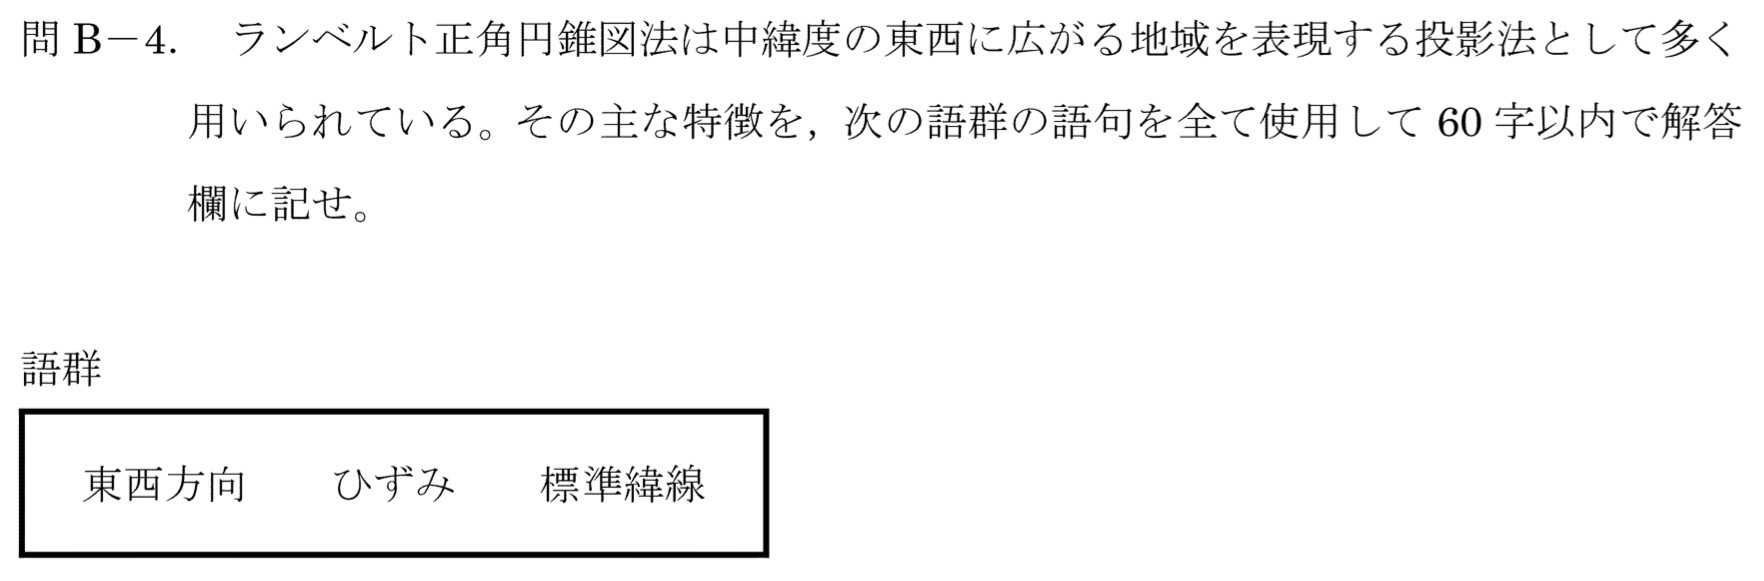 問 B－4.　ランベルト正角円錐図法は中緯度の東西に広がる地域を表現する投影法として多く
用いられている。その主な特徴を，次の語群の語句を全て使用して 60 字以内で解答
欄に記せ。
語群
東西方向　　ひずみ　　標準緯線